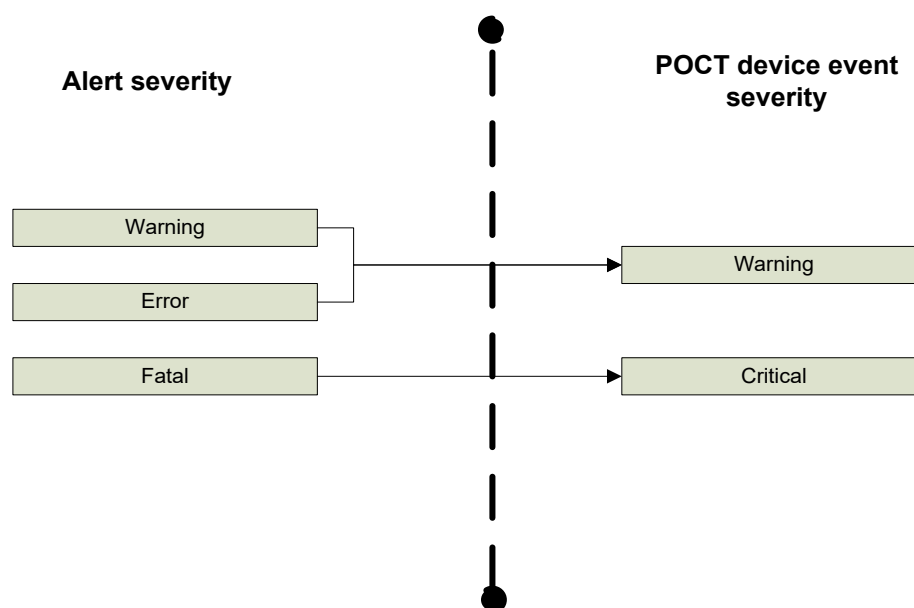 Alert severity
POCT device event
severity
Warning
Error
Fatal
Warning
Critical